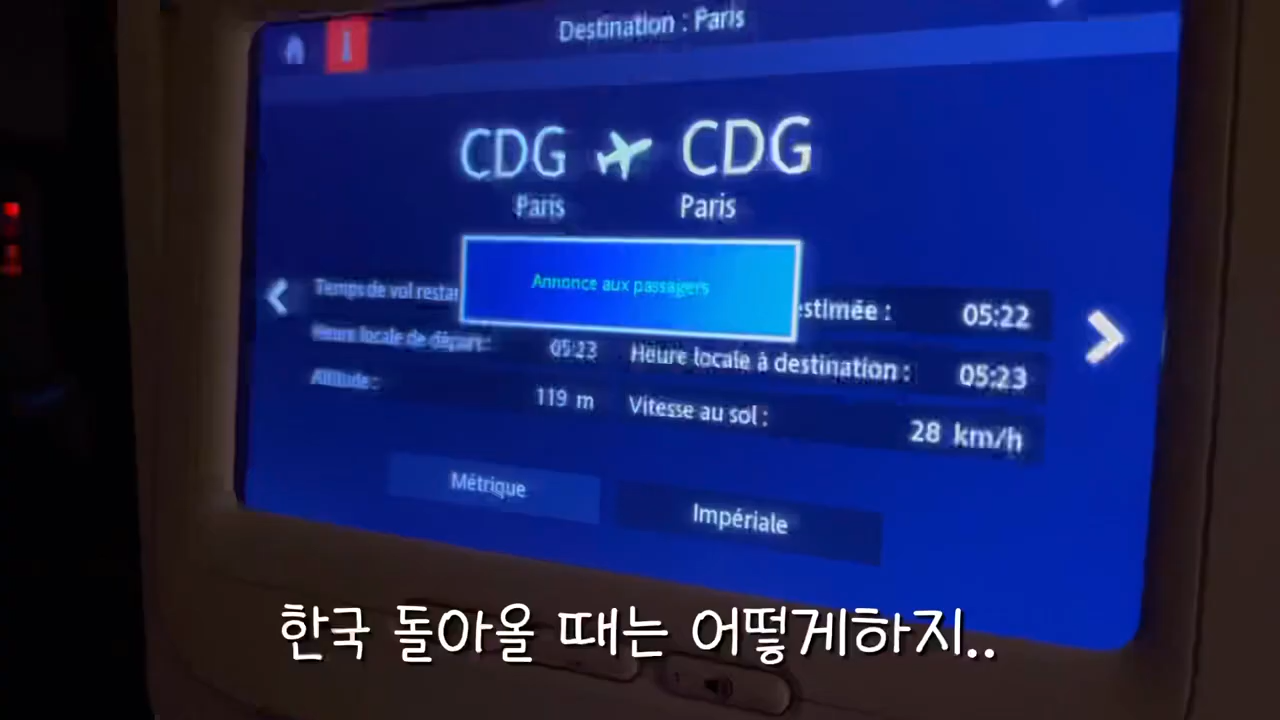 Destination : Paris
CDG CDG
Paris Paris
Annonce aux passagers
Temps de vol resta
stimée : 05:22
Heure locale de départ : 05:23
Heure locale à destination : 05:23
Altitude : 119 m
Vitesse au sol : 28 km/h
Métrique
Impériale
한국 돌아올 때는 어떻게하지..